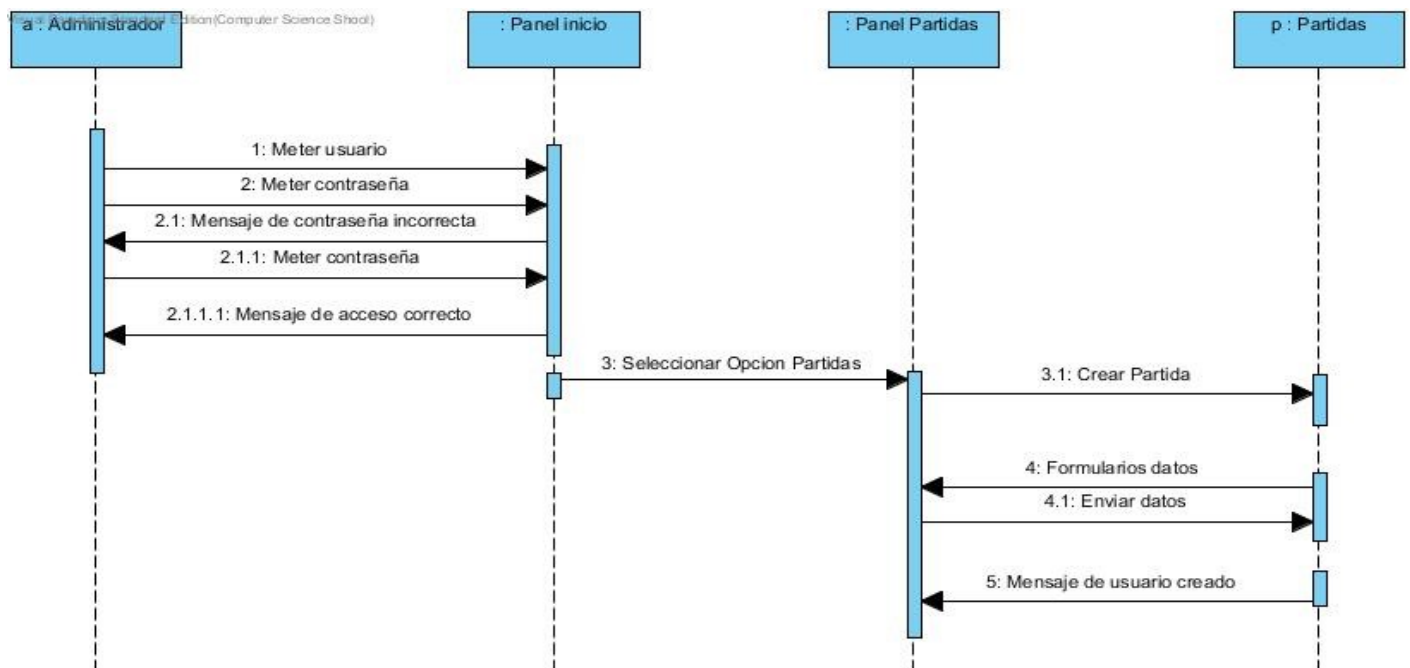 Edition(Computer Science Shool)
a : Administrador
: Panel inicio
: Panel Partidas
p : Partidas
1: Meter usuario
2: Meter contraseña
2.1: Mensaje de contraseña incorrecta
2.1.1: Meter contraseña
2.1.1.1: Mensaje de acceso correcto
3: Seleccionar Opcion Partidas
3.1: Crear Partida
4: Formularios datos
4.1: Enviar datos
5: Mensaje de usuario creado